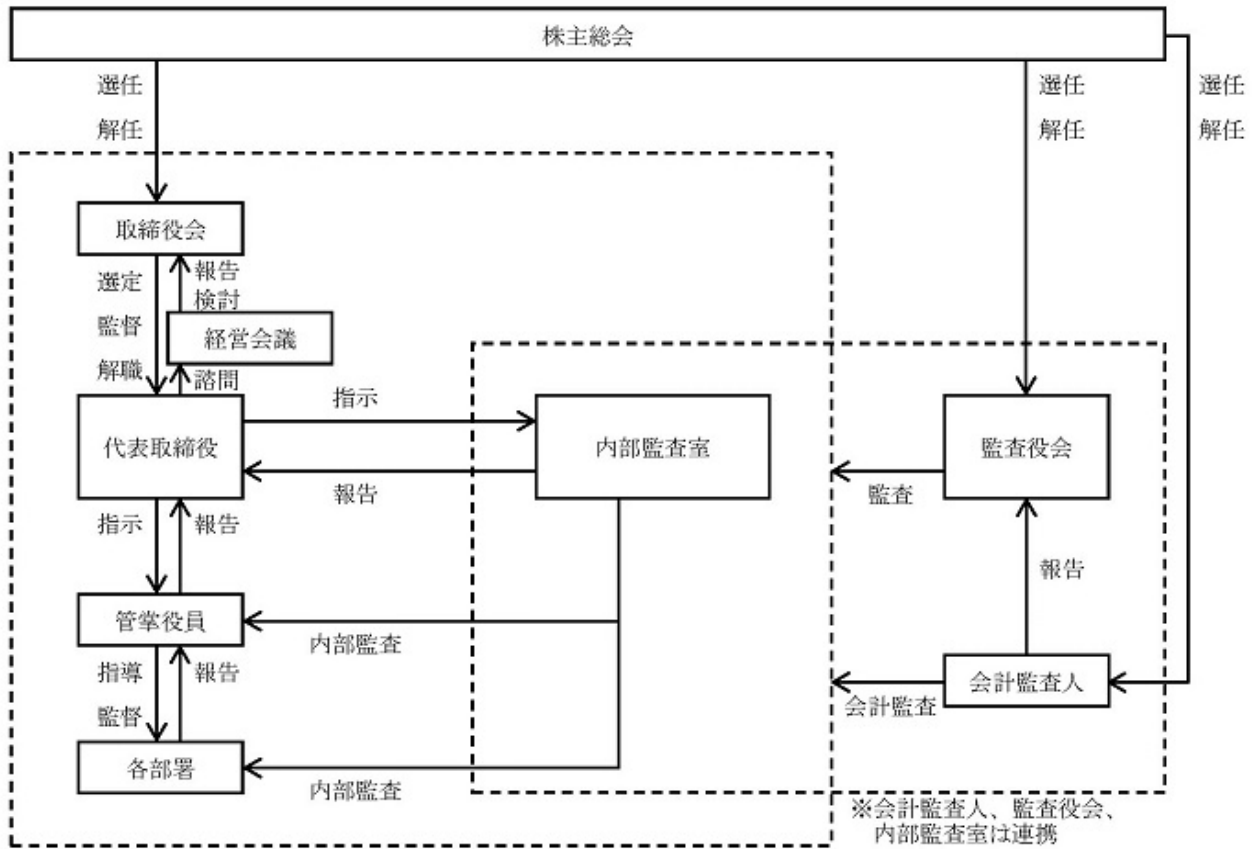 株主総会
選任
解任
選任
解任
選任
解任
取締役会
選定
監督
解職
報告
検討
経営会議
諮問
代表取締役
指示
報告
内部監査室
監査役会
監査
指示
報告
報告
管掌役員
内部監査
指導
監督
報告
会計監査人
会計監査
各部署
内部監査
※会計監査人、監査役会、
内部監査室は連携